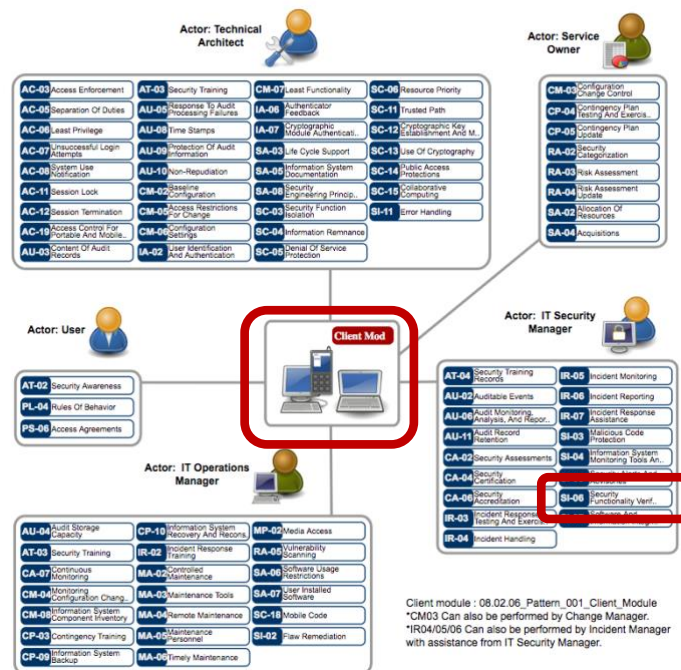 Actor: Technical
Architect
AC-03 Access Enforcement
AC-05 Separation Of Duties
AC-06 Least Privilege
AC-07 Unsuccessful Login
Attempts
AC-08 System Use
Notification
AC-11 Session Lock
AC-12 Session Termination
AC-19 Access Control For
Portable And Mobile..
AU-03 Content Of Audit
Records
AT-03 Security Training
AU-05 Response To Audit
Processing Failures
AU-08 Time Stamps
AU-09 Protection Of Audit
Information
AU-10 Non-Repudiation
CM-02 Baseline
Configuration
CM-05 Access Restrictions
For Change
CM-06 Configuration
Settings
IA-02 User Identification
And Authentication
CM-07 Least Functionality
IA-06 Authenticator
Feedback
IA-07 Cryptographic
Module Authenticati..
SA-03 Life Cycle Support
SA-05 Information System
Documentation
SA-08 Security
Engineering Princip..
SC-03 Security Function
Isolation
SC-04 Information Remnance
SC-05 Denial Of Service
Protection
SC-06 Resource Priority
SC-11 Trusted Path
SC-12 Cryptographic Key
Establishment And M..
SC-13 Use Of Cryptography
SC-14 Public Access
Protections
SC-15 Collaborative
Computing
SI-11 Error Handling
Actor: Service
Owner
CM-03 Configuration
Change Control
CP-04 Contingency Plan
Testing And Exercis..
CP-05 Contingency Plan
Update
RA-02 Security
Categorization
RA-03 Risk Assessment
RA-04 Risk Assessment
Update
SA-02 Allocation Of
Resources
SA-04 Acquisitions
Actor: User
AT-02 Security Awareness
PL-04 Rules Of Behavior
PS-06 Access Agreements
Client Mod
Actor: IT Security
Manager
AT-04 Security Training
Records
AU-02 Auditable Events
AU-06 Audit Monitoring,
Analysis, And Repor..
AU-11 Audit Record
Retention
CA-02 Security Assessments
CA-04 Security
Certification
CA-06 Security
Accreditation
IR-03 Incident Response
Testing And Exercis..
IR-04 Incident Handling
IR-05 Incident Monitoring
IR-06 Incident Reporting
IR-07 Incident Response
Assistance
SI-03 Malicious Code
Protection
SI-04 Information System
Monitoring Tools An..
Security Alerts And
Advisories
SI-06 Security
Functionality Verif..
Software And
Actor: IT Operations
Manager
AU-04 Audit Storage
Capacity
AT-03 Security Training
CA-07 Continuous
Monitoring
CM-04 Monitoring
Configuration Chang..
CM-08 Information System
Component Inventory
CP-03 Contingency Training
CP-09 Information System
Backup
CP-10 Information System
Recovery And Recons..
IR-02 Incident Response
Training
MA-02 Controlled
Maintenance
MA-03 Maintenance Tools
MA-04 Remote Maintenance
MA-05 Maintenance
Personnel
MA-06 Timely Maintenance
MP-02 Media Access
RA-05 Vulnerability
Scanning
SA-06 Software Usage
Restrictions
SA-07 User Installed
Software
SC-18 Mobile Code
SI-02 Flaw Remediation
Client module : 08.02.06_Pattern_001_Client_Module
*CM03 Can also be performed by Change Manager.
*IR04/05/06 Can also be performed by Incident Manager
with assistance from IT Security Manager.